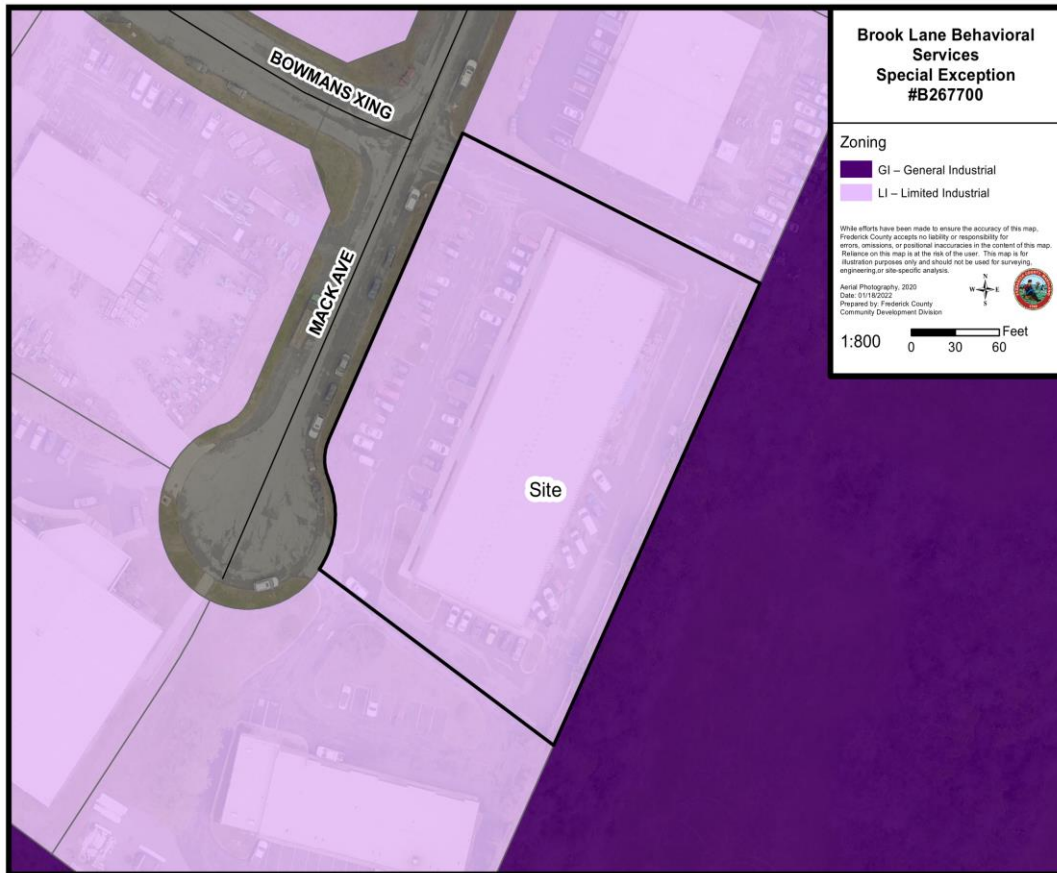 Brook Lane Behavioral
Services
Special Exception
#B267700
Zoning
GI – General Industrial
LI – Limited Industrial
While efforts have been made to ensure the accuracy of this map,
Frederick County accepts no liability or responsibility for
errors, omissions, or positional inaccuracies in the content of this map.
Reliance on this map is at the risk of the user. This map is for
illustration purposes only and should not be used for surveying,
engineering,or site-specific analysis.
Aerial Photography, 2020
Date: 01/18/2022
Prepared by: Frederick County
Community Development Division
N
W E
S
1:800
Feet
0 30 60
BOWMANS XING
MACK AVE
Site